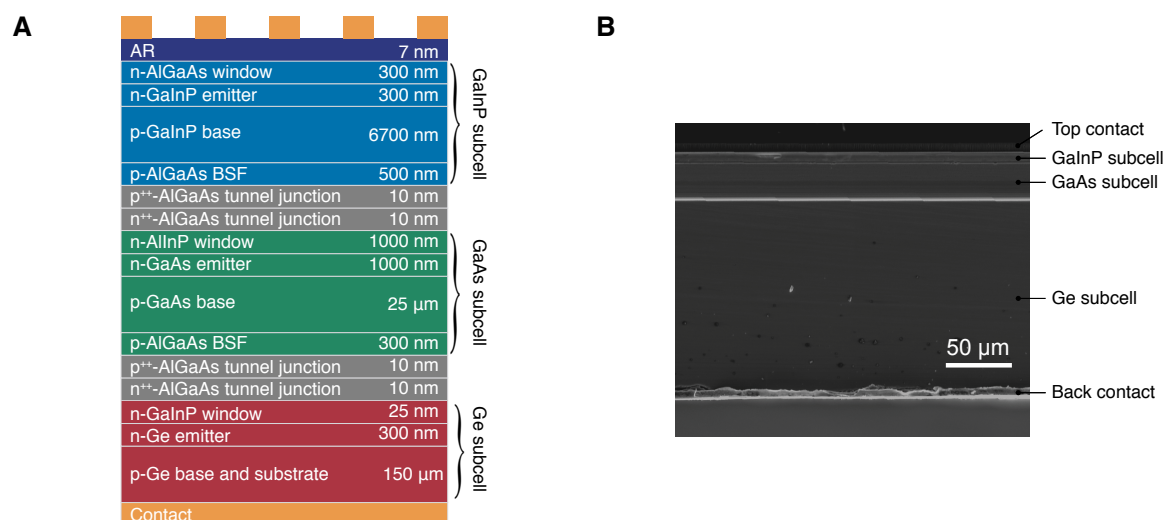 A
AR 7 nm
n-AlGaAs window 300 nm
n-GaInP emitter 300 nm
p-GaInP base 6700 nm
p-AlGaAs BSF 500 nm
GaInP subcell
p++-AlGaAs tunnel junction 10 nm
n++-AlGaAs tunnel junction 10 nm
n-AlInP window 1000 nm
n-GaAs emitter 1000 nm
p-GaAs base 25 µm
p-AlGaAs BSF 300 nm
GaAs subcell
p++-AlGaAs tunnel junction 10 nm
n++-AlGaAs tunnel junction 10 nm
n-GaInP window 25 nm
n-Ge emitter 300 nm
p-Ge base and substrate 150 µm
Ge subcell
Contact
B
Top contact
GaInP subcell
GaAs subcell
Ge subcell
50 µm
Back contact